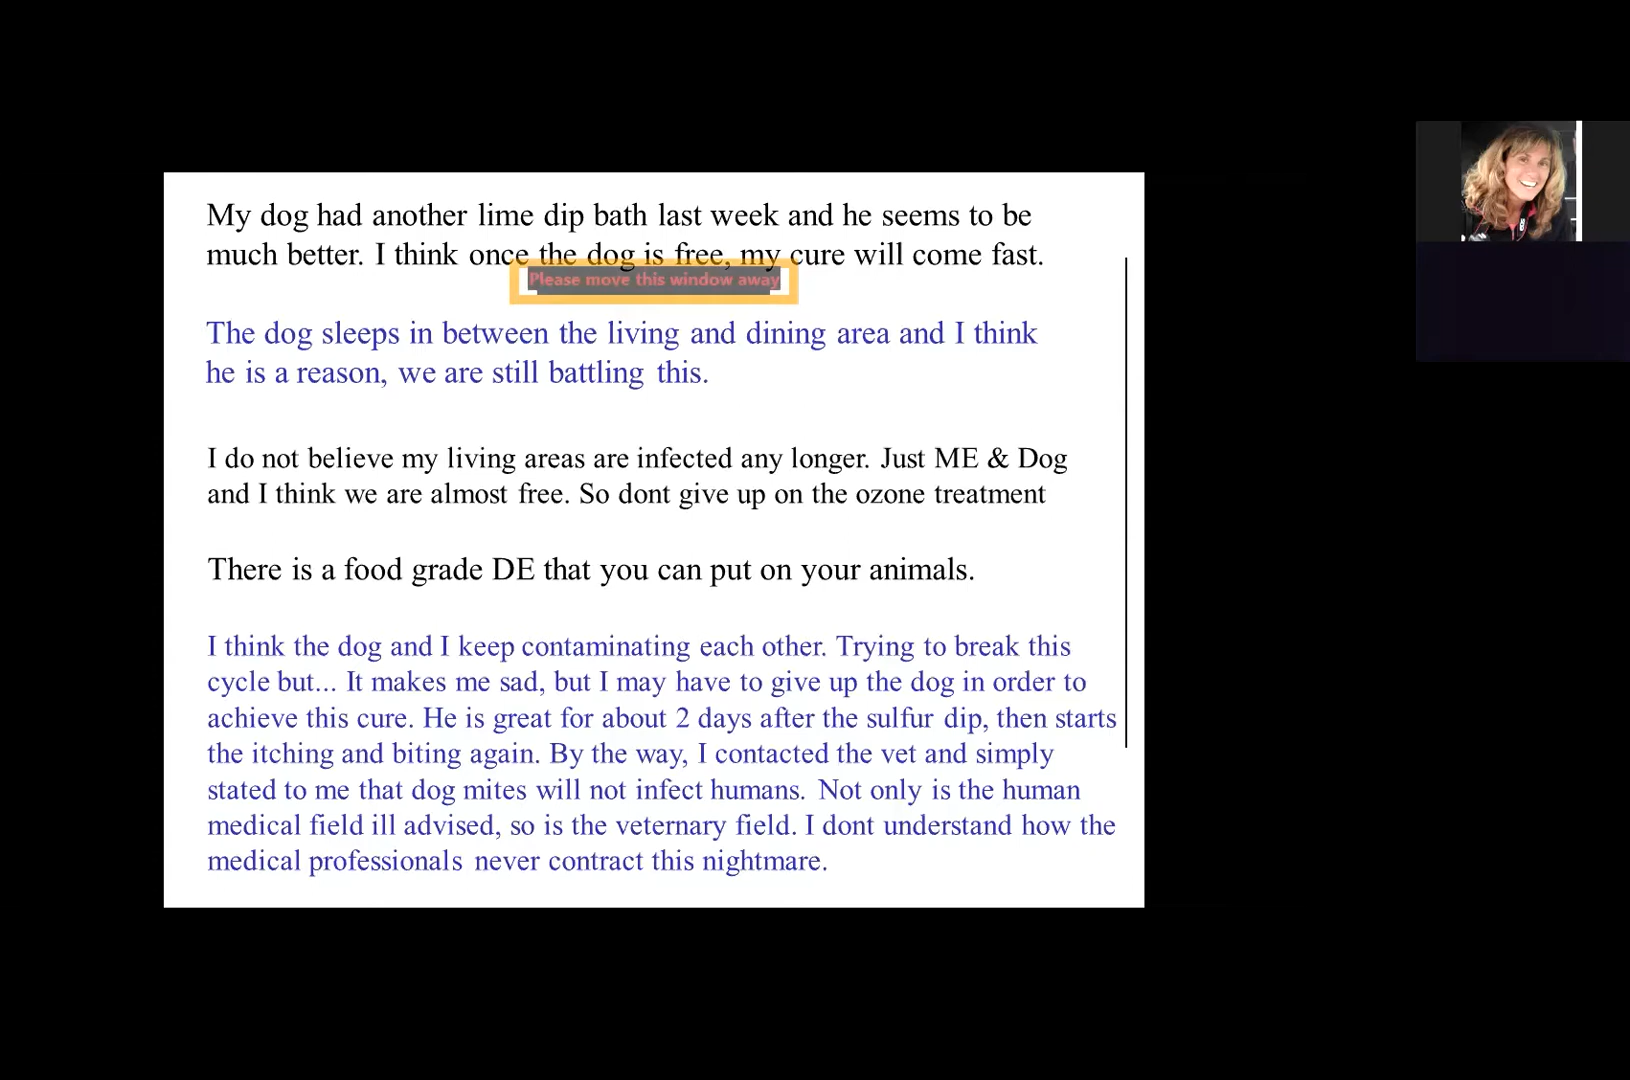 My dog had another lime dip bath last week and he seems to be
much better. I think once the dog is free, my cure will come fast.
Please move this window away
The dog sleeps in between the living and dining area and I think
he is a reason, we are still battling this.
I do not believe my living areas are infected any longer. Just ME & Dog
and I think we are almost free. So dont give up on the ozone treatment
There is a food grade DE that you can put on your animals.
I think the dog and I keep contaminating each other. Trying to break this
cycle but... It makes me sad, but I may have to give up the dog in order to
achieve this cure. He is great for about 2 days after the sulfur dip, then starts
the itching and biting again. By the way, I contacted the vet and simply
stated to me that dog mites will not infect humans. Not only is the human
medical field ill advised, so is the veternary field. I dont understand how the
medical professionals never contract this nightmare.